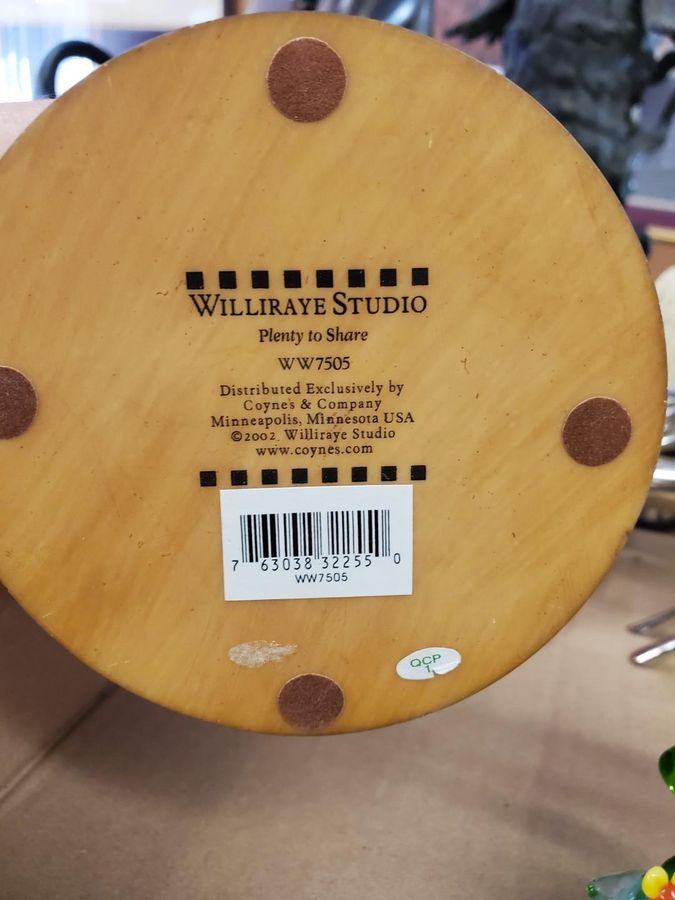 WILLIRAYE STUDIO
Plenty to Share
WW7505
Distributed Exclusively by
Coyne's & Company
Minneapolis, Minnesota USA
©2002 Williraye Studio
www.coynes.com
7 63038 32255 0
WW7505
QCP
1